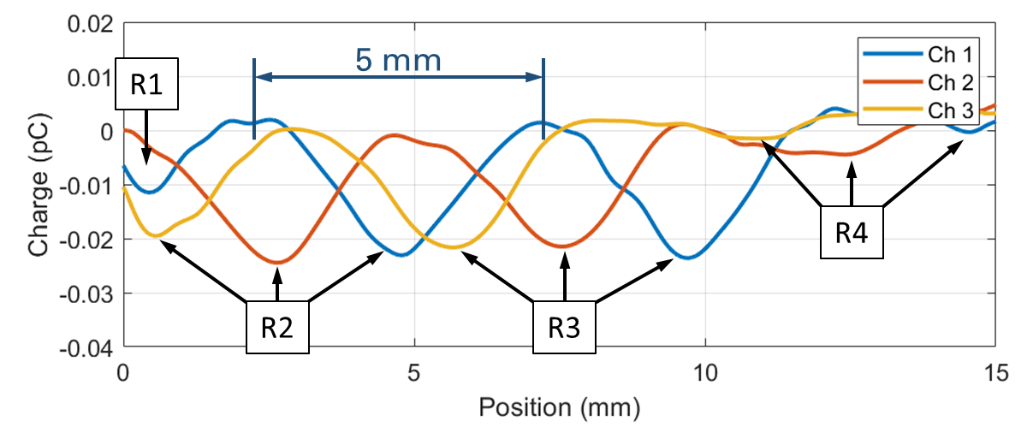 0.02
0.01
0
-0.01
-0.02
-0.03
-0.04
Charge (pC)
R1
5 mm
Ch 1
Ch 2
Ch 3
R4
R2
R3
0
5
10
15
Position (mm)